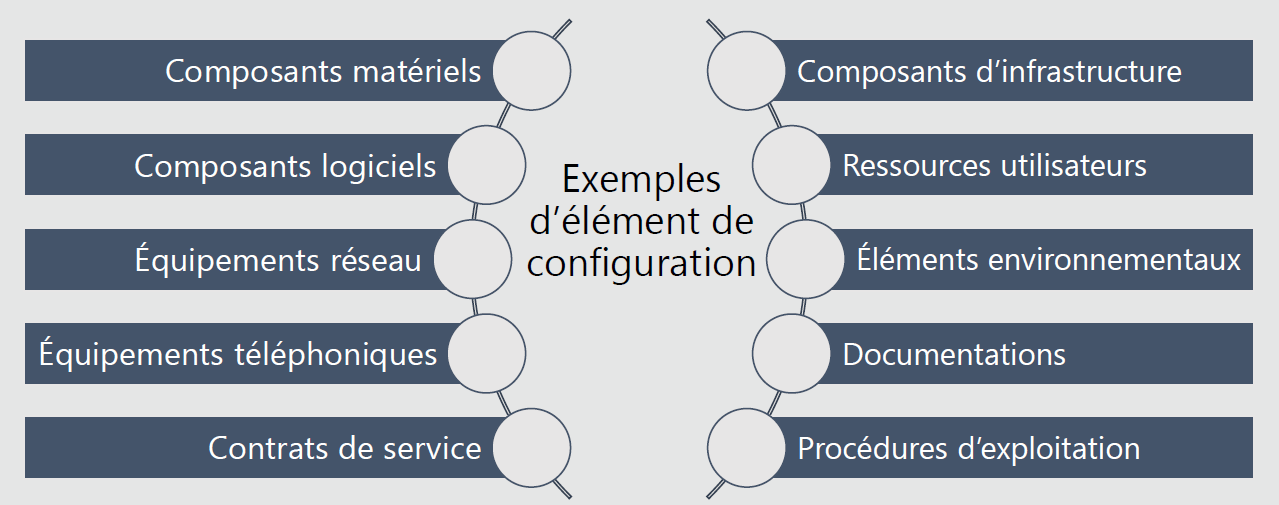 Composants matériels
Composants logiciels
Équipements réseau
Équipements téléphoniques
Contrats de service
Exemples
d’élément de
configuration
Composants d’infrastructure
Ressources utilisateurs
Éléments environnementaux
Documentations
Procédures d’exploitation